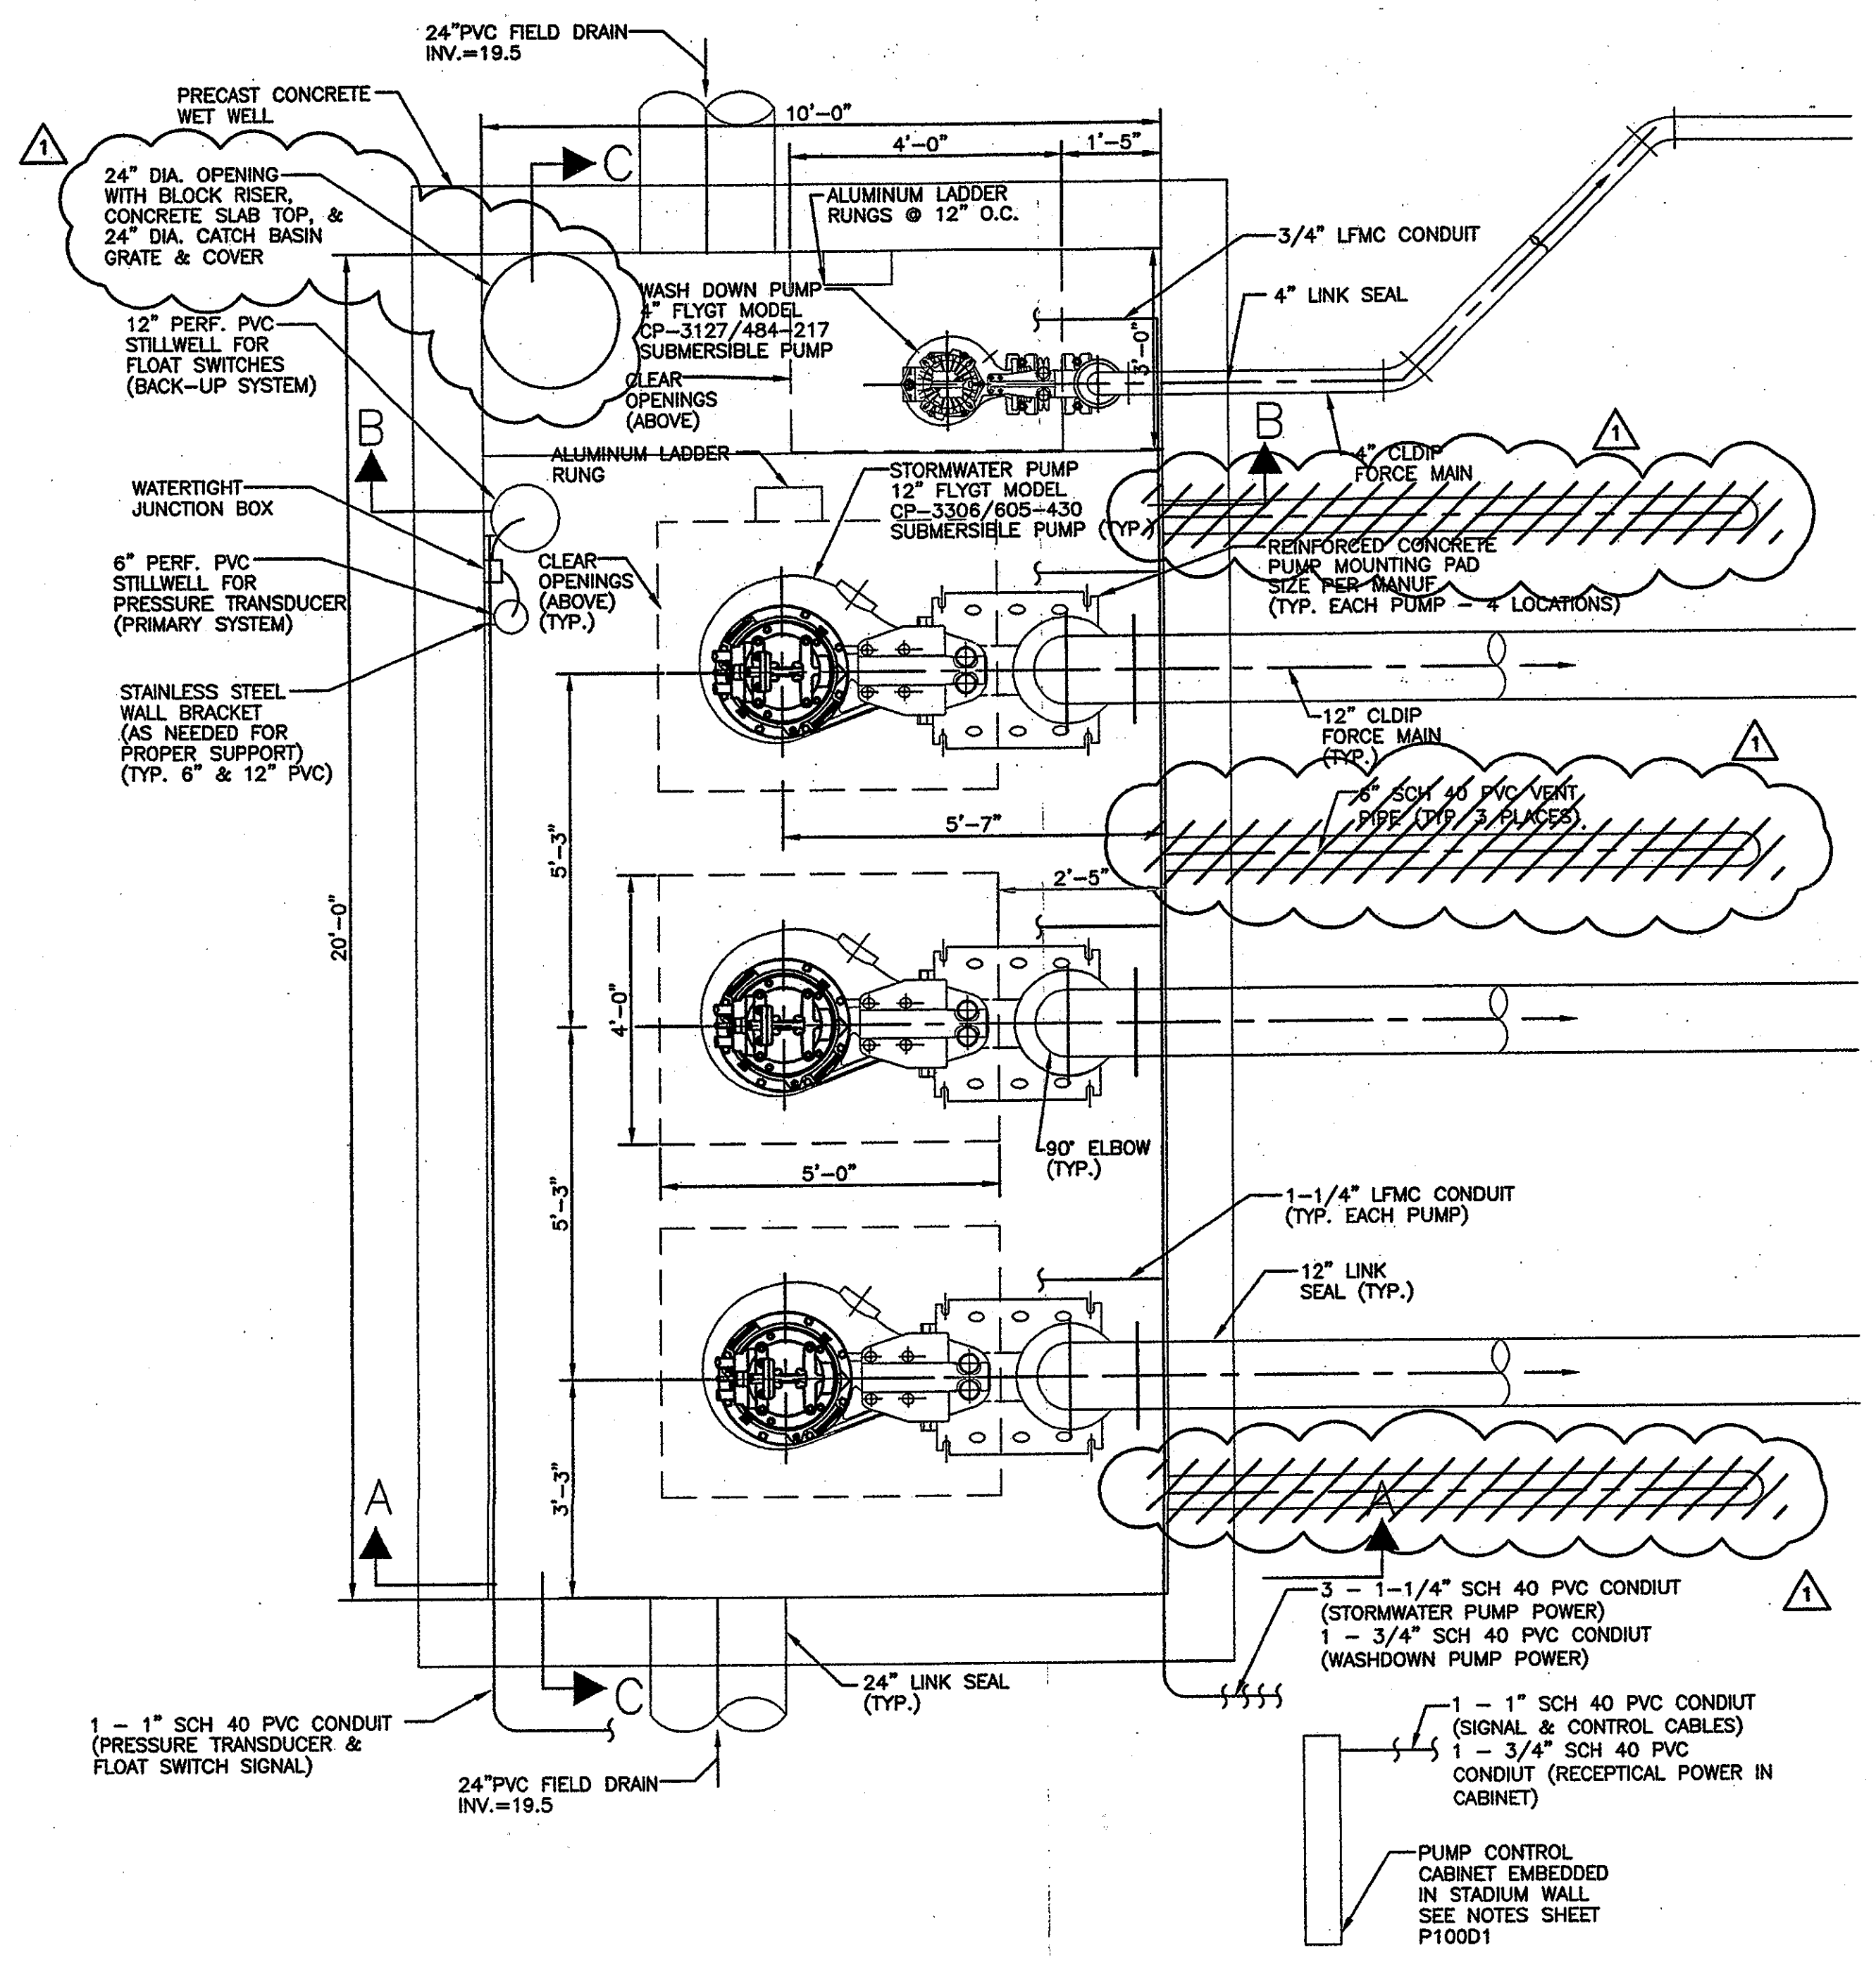 24"PVC FIELD DRAIN
INV.=19.5
PRECAST CONCRETE
WET WELL
10'-0"
4'-0"
1'-5"
1
C
24" DIA. OPENING
WITH BLOCK RISER,
CONCRETE SLAB TOP, &
24" DIA. CATCH BASIN
GRATE & COVER
ALUMINUM LADDER
RUNGS @ 12" O.C.
3/4" LFMC CONDUIT
4" LINK SEAL
WASH DOWN PUMP
4" FLYGT MODEL
CP-3127/484-217
SUBMERSIBLE PUMP
3'-0"
12" PERF. PVC
STILLWELL FOR
FLOAT SWITCHES
(BACK-UP SYSTEM)
CLEAR
OPENINGS
(ABOVE)
B
B
1
4" CLDIP
FORCE MAIN
ALUMINUM LADDER
RUNG
STORMWATER PUMP
12" FLYGT MODEL
CP-3306/605-430
SUBMERSIBLE PUMP (TYP.)
WATERTIGHT
JUNCTION BOX
REINFORCED CONCRETE
PUMP MOUNTING PAD
SIZE PER MANUF
(TYP. EACH PUMP - 4 LOCATIONS)
6" PERF. PVC
STILLWELL FOR
PRESSURE TRANSDUCER
(PRIMARY SYSTEM)
CLEAR
OPENINGS
(ABOVE)
(TYP.)
STAINLESS STEEL
WALL BRACKET
(AS NEEDED FOR
PROPER SUPPORT)
(TYP. 6" & 12" PVC)
12" CLDIP
FORCE MAIN
(TYP.)
1
6" SCH 40 PVC VENT
PIPE (TYP. 3 PLACES)
5'-7"
5'-3"
2'-5"
20'-0"
4'-0"
90° ELBOW
(TYP.)
5'-0"
5'-3"
1-1/4" LFMC CONDUIT
(TYP. EACH PUMP)
12" LINK
SEAL (TYP.)
3'-3"
A
A
1
3 - 1-1/4" SCH 40 PVC CONDIUT
(STORMWATER PUMP POWER)
1 - 3/4" SCH 40 PVC CONDIUT
(WASHDOWN PUMP POWER)
C
24" LINK SEAL
(TYP.)
1 - 1" SCH 40 PVC CONDUIT
(PRESSURE TRANSDUCER &
FLOAT SWITCH SIGNAL)
1 - 1" SCH 40 PVC CONDIUT
(SIGNAL & CONTROL CABLES)
1 - 3/4" SCH 40 PVC
CONDIUT (RECEPTICAL POWER IN
CABINET)
24"PVC FIELD DRAIN
INV.=19.5
PUMP CONTROL
CABINET EMBEDDED
IN STADIUM WALL
SEE NOTES SHEET
P100D1